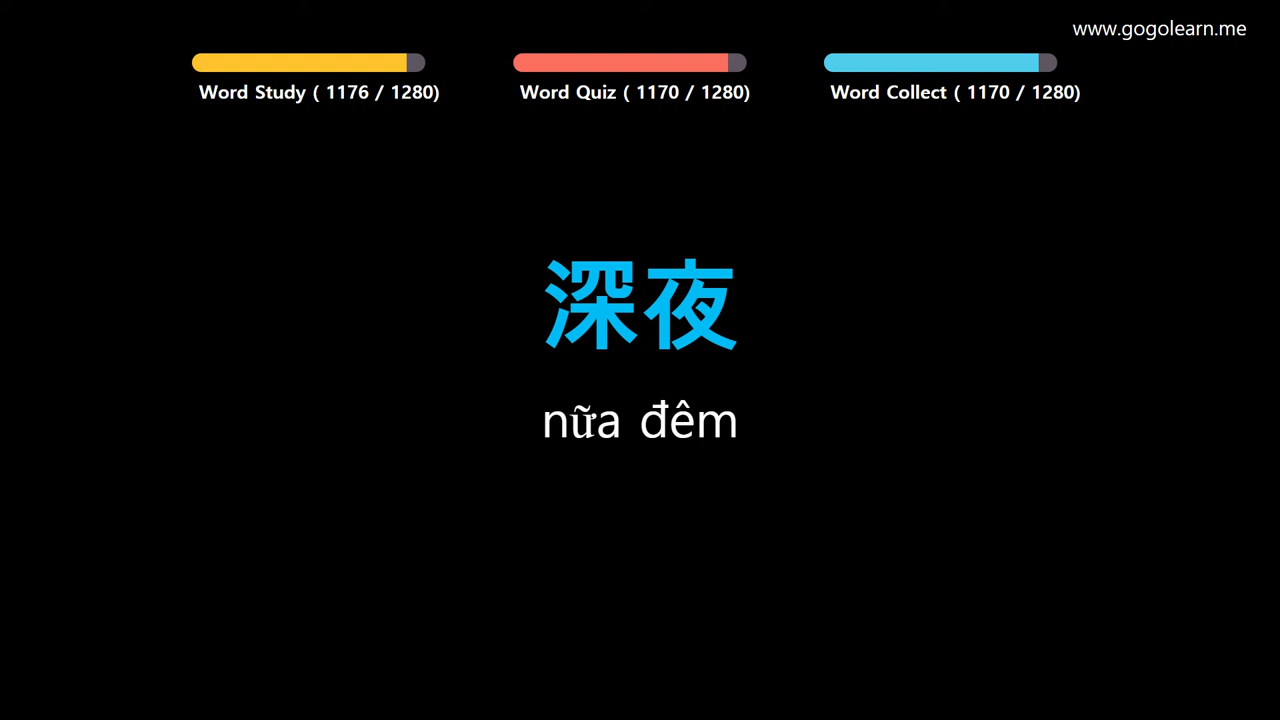 www.gogolearn.me
Word Study ( 1176 / 1280)
Word Quiz ( 1170 / 1280)
Word Collect ( 1170 / 1280)
深夜
nữa đêm